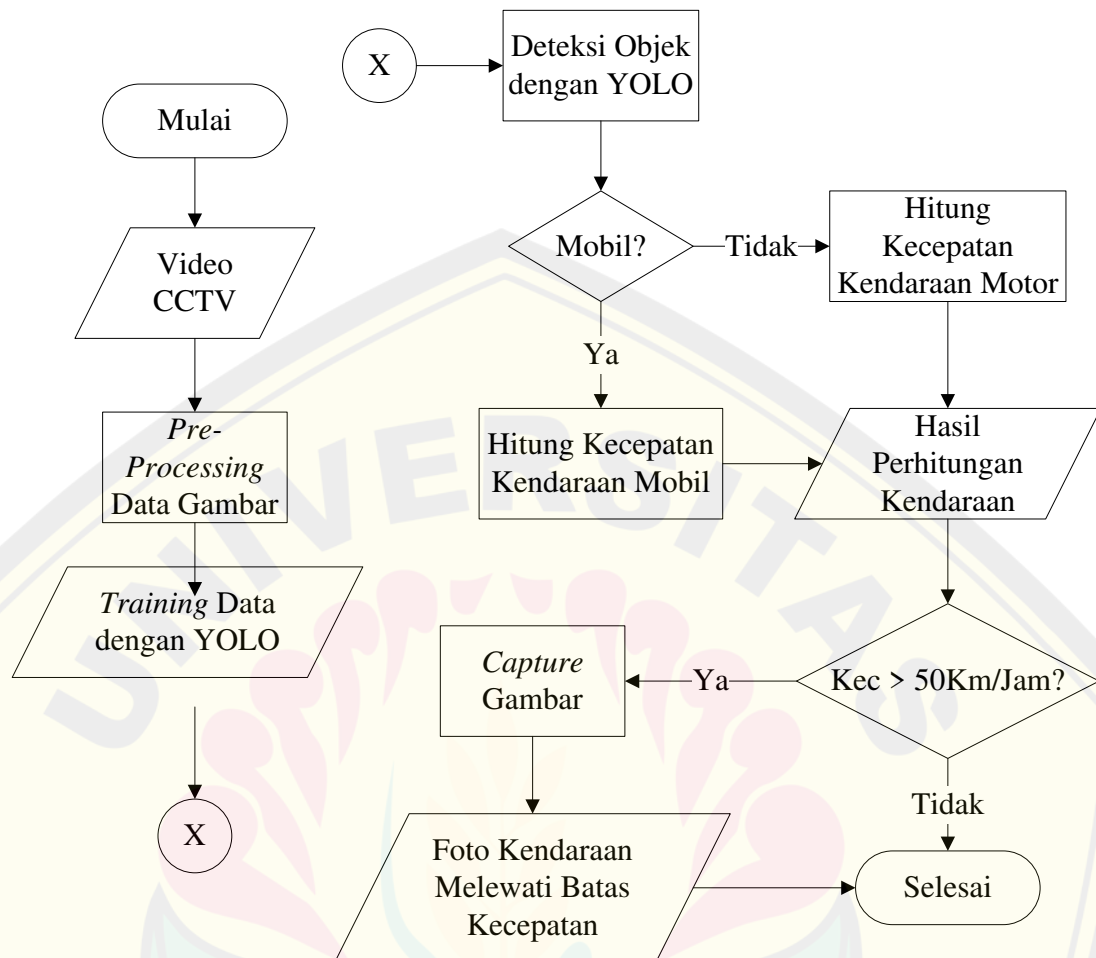 Mulai
Video
CCTV
Pre-
Processing
Data Gambar
Training Data
dengan YOLO
X
X
Deteksi Objek
dengan YOLO
Mobil?
Tidak
Hitung
Kecepatan
Kendaraan Motor
Ya
Hitung Kecepatan
Kendaraan Mobil
Hasil
Perhitungan
Kendaraan
Kec > 50Km/Jam?
Ya
Capture
Gambar
Foto Kendaraan
Melewati Batas
Kecepatan
Tidak
Selesai
UNIVERSITAS